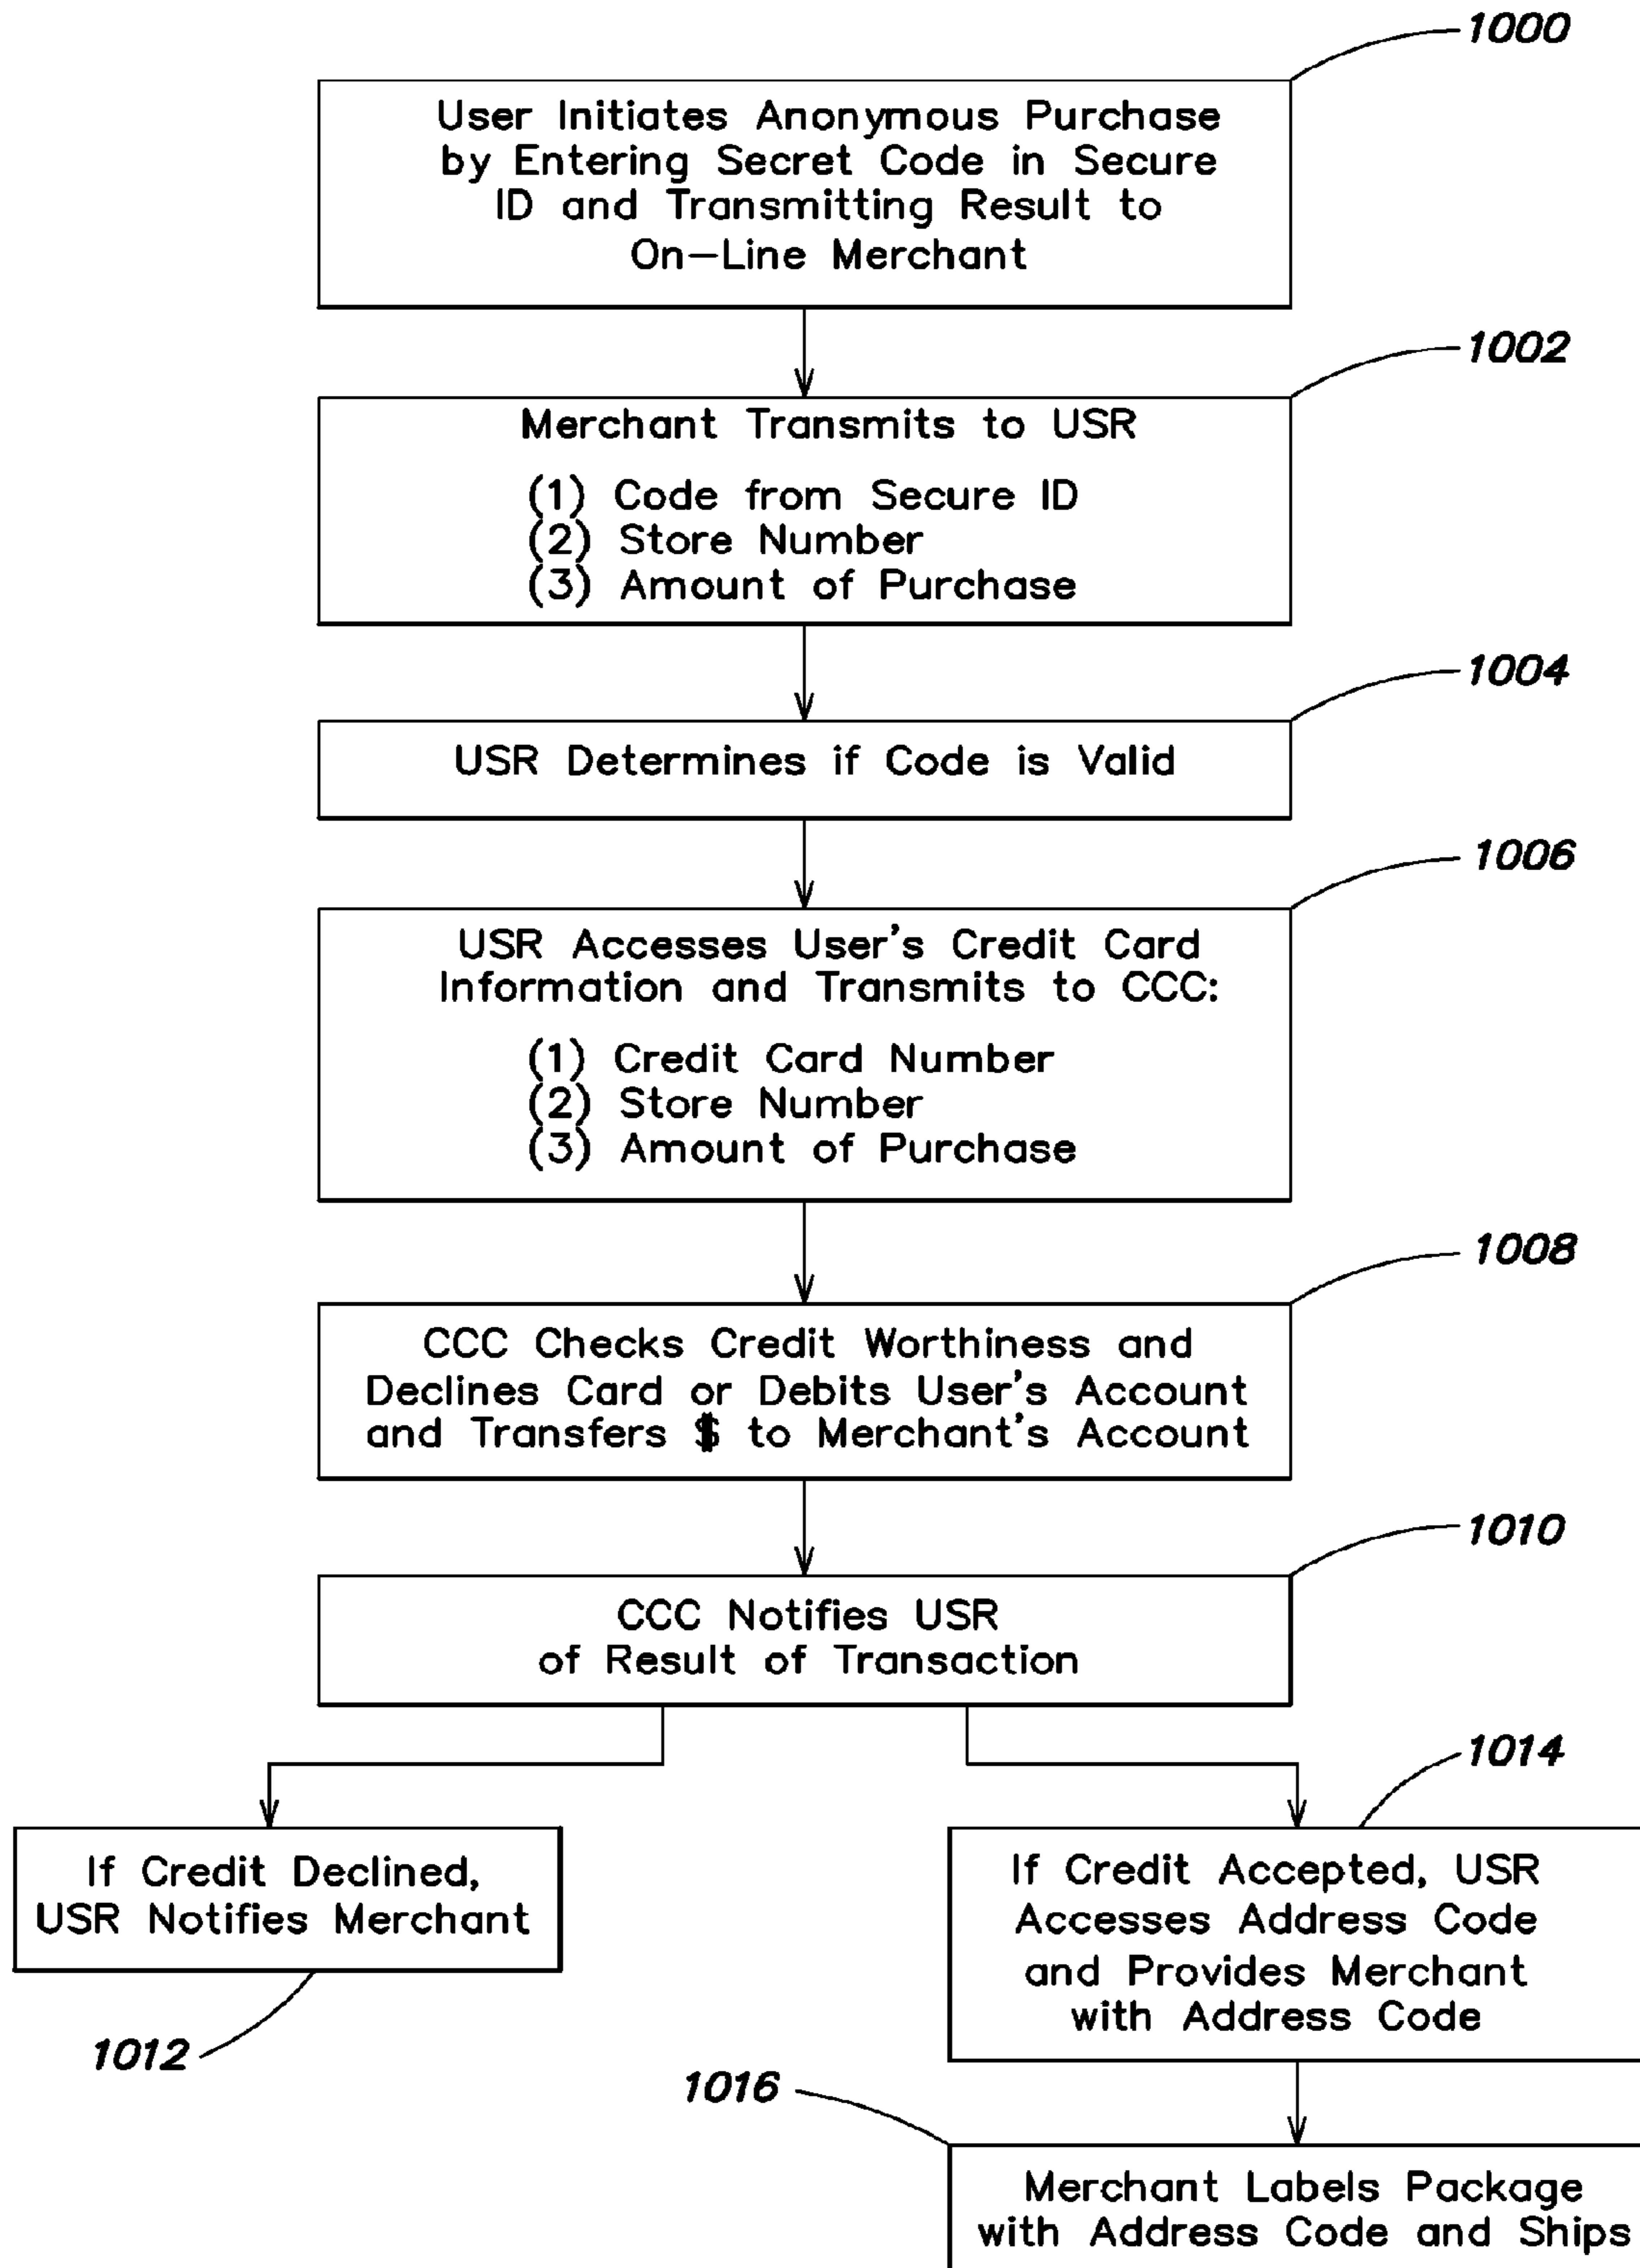 1000
User Initiates Anonymous Purchase
by Entering Secret Code in Secure
ID and Transmitting Result to
On-Line Merchant
1002
Merchant Transmits to USR
(1) Code from Secure ID
(2) Store Number
(3) Amount of Purchase
1004
USR Determines if Code is Valid
1006
USR Accesses User's Credit Card
Information and Transmits to CCC:
(1) Credit Card Number
(2) Store Number
(3) Amount of Purchase
1008
CCC Checks Credit Worthiness and
Declines Card or Debits User's Account
and Transfers $ to Merchant's Account
1010
CCC Notifies USR
of Result of Transaction
If Credit Declined,
USR Notifies Merchant
1012
1014
If Credit Accepted, USR
Accesses Address Code
and Provides Merchant
with Address Code
1016
Merchant Labels Package
with Address Code and Ships